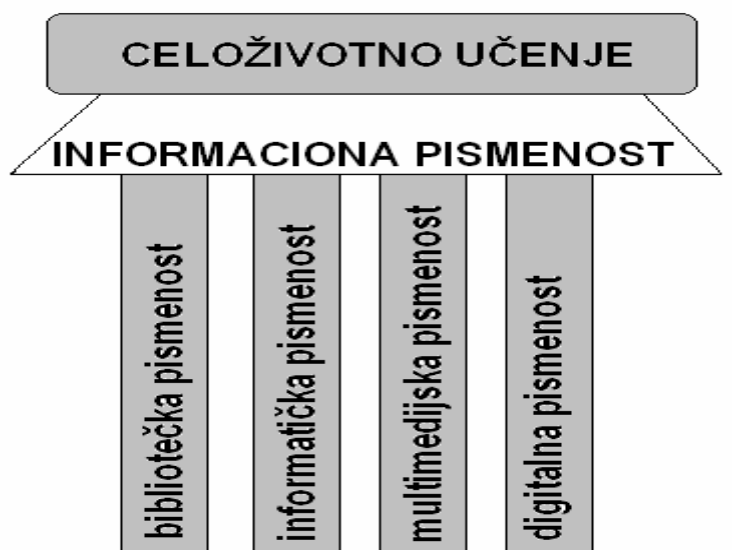 CELOŽIVOTNO UČENJE
INFORMACIONA PISMENOST
bibliotečka pismenost
informatička pismenost
multimedijska pismenost
digitalna pismenost